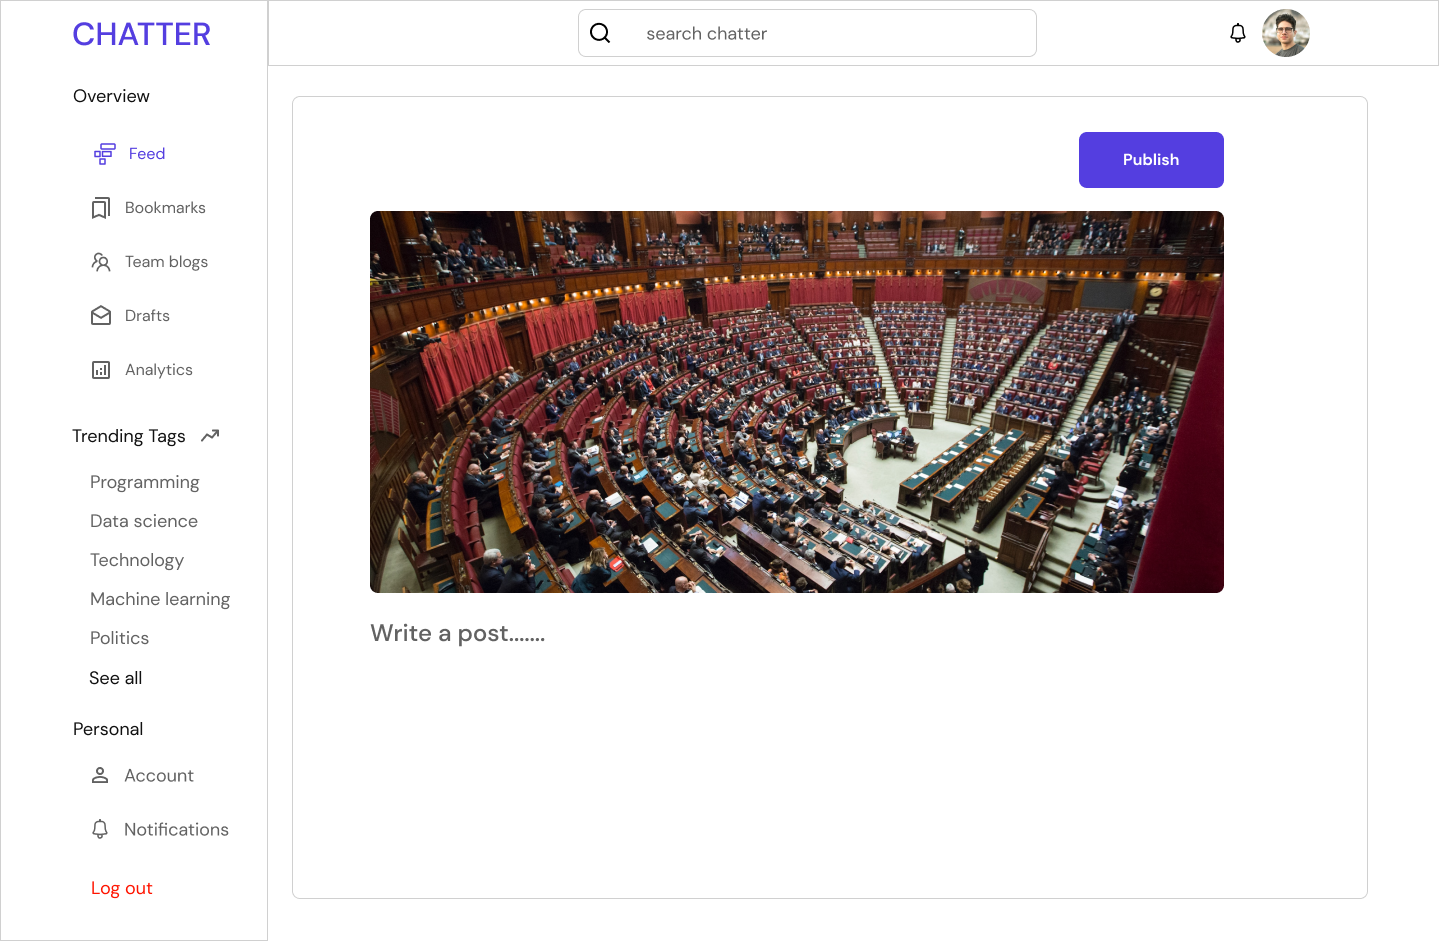 CHATTER
search chatter
Overview
Feed
Bookmarks
Team blogs
Drafts
Analytics
Trending Tags
Programming
Data science
Technology
Machine learning
Politics
See all
Personal
Account
Notifications
Log out
Publish
Write a post.......